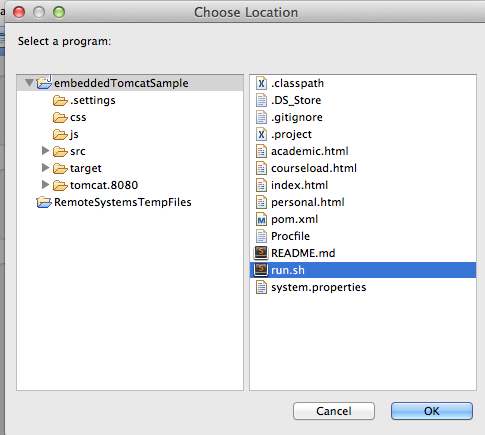 Choose Location
Select a program:
embeddedTomcatSample
.settings
css
js
src
target
tomcat.8080
RemoteSystemsTempFiles
.classpath
.DS_Store
.gitignore
.project
academic.html
courseload.html
index.html
personal.html
pom.xml
Procfile
README.md
run.sh
system.properties
Cancel
OK